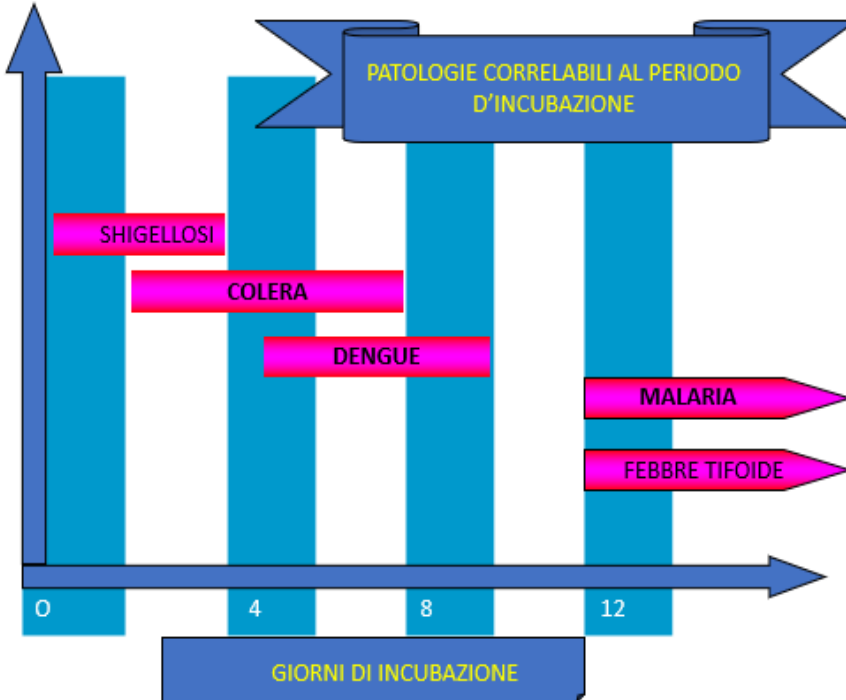 PATOLOGIE CORRELABILI AL PERIODO
D'INCUBAZIONE
SHIGELLOSI
COLERA
DENGUE
MALARIA
FEBBRE TIFOIDE
O 4 8 12
GIORNI DI INCUBAZIONE